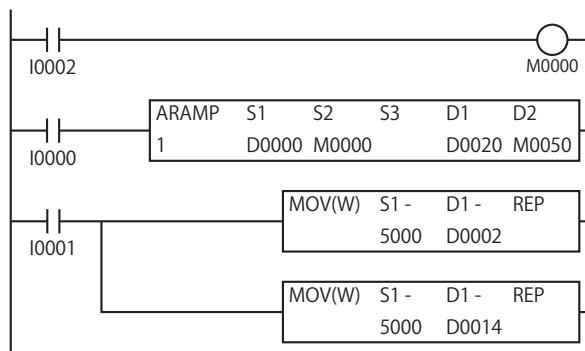 I0002
M0000
ARAMP S1 S2 S3 D1 D2
1 D0000 M0000 D0020 M0050
I0000
MOV(W) S1 - D1 - REP
5000 D0002
I0001
MOV(W) S1 - D1 - REP
5000 D0014